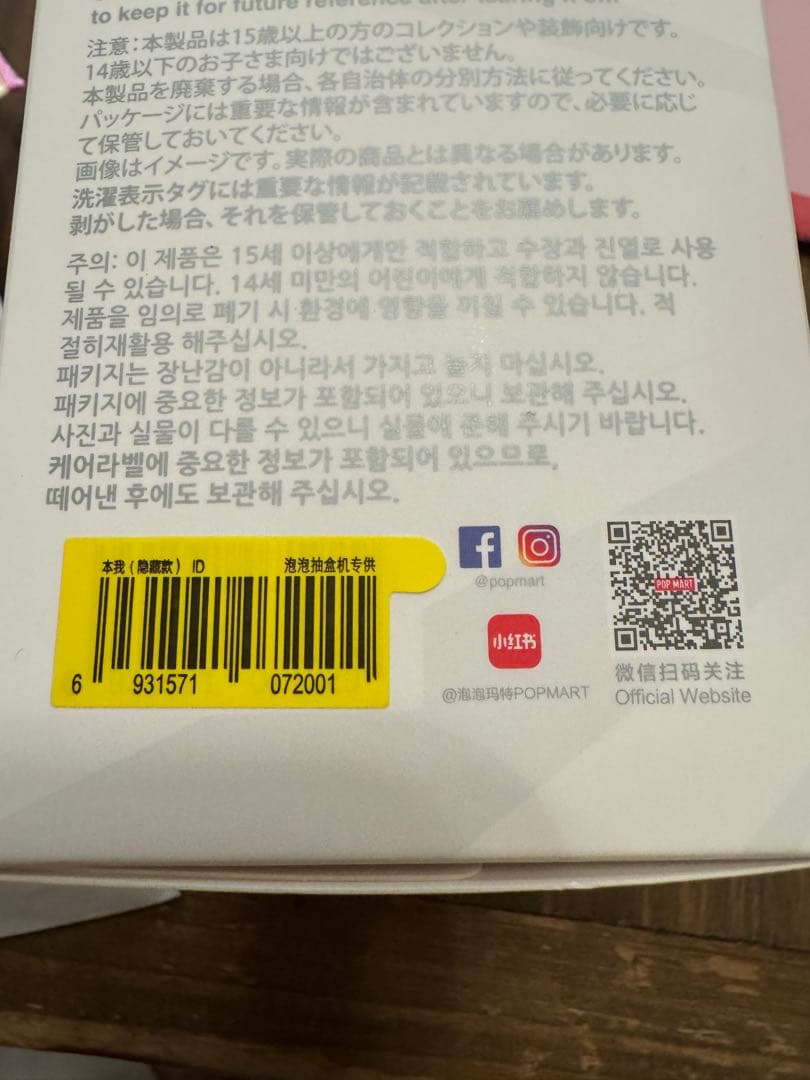 to keep it for future reference after tearing it off.
注意：本製品は15歳以上の方のコレクションや装飾向けです。
14歳以下のお子さま向けではございません。
本製品を廃棄する場合、各自治体の分別方法に従ってください。
パッケージには重要な情報が含まれていますので、必要に応じ
て保管しておいてください。
画像はイメージです。実際の商品とは異なる場合があります。
洗濯表示タグには重要な情報が記載されています。
剥がした場合、それを保管しておくことをお薦めします。
주의: 이 제품은 15세 이상에게만 적합하고 소장과 진열로 사용
될 수 있습니다. 14세 미만의 어린이에게 적합하지 않습니다.
제품을 임의로 폐기 시 환경에 영향을 끼칠 수 있습니다. 적
절히재활용 해주십시오.
패키지는 장난감이 아니라서 가지고 놀지 마십시오.
패키지에 중요한 정보가 포함되어 있으니 보관해 주십시오.
사진과 실물이 다를 수 있으니 실물에 준해 주시기 바랍니다.
케어라벨에 중요한 정보가 포함되어 있으므로,
떼어낸 후에도 보관해 주십시오.
本我（隐藏款） ID 泡泡抽盒机专供
6 931571 072001
@popmart
小红书
@泡泡玛特POPMART
POP MART
微信扫码关注
Official Website